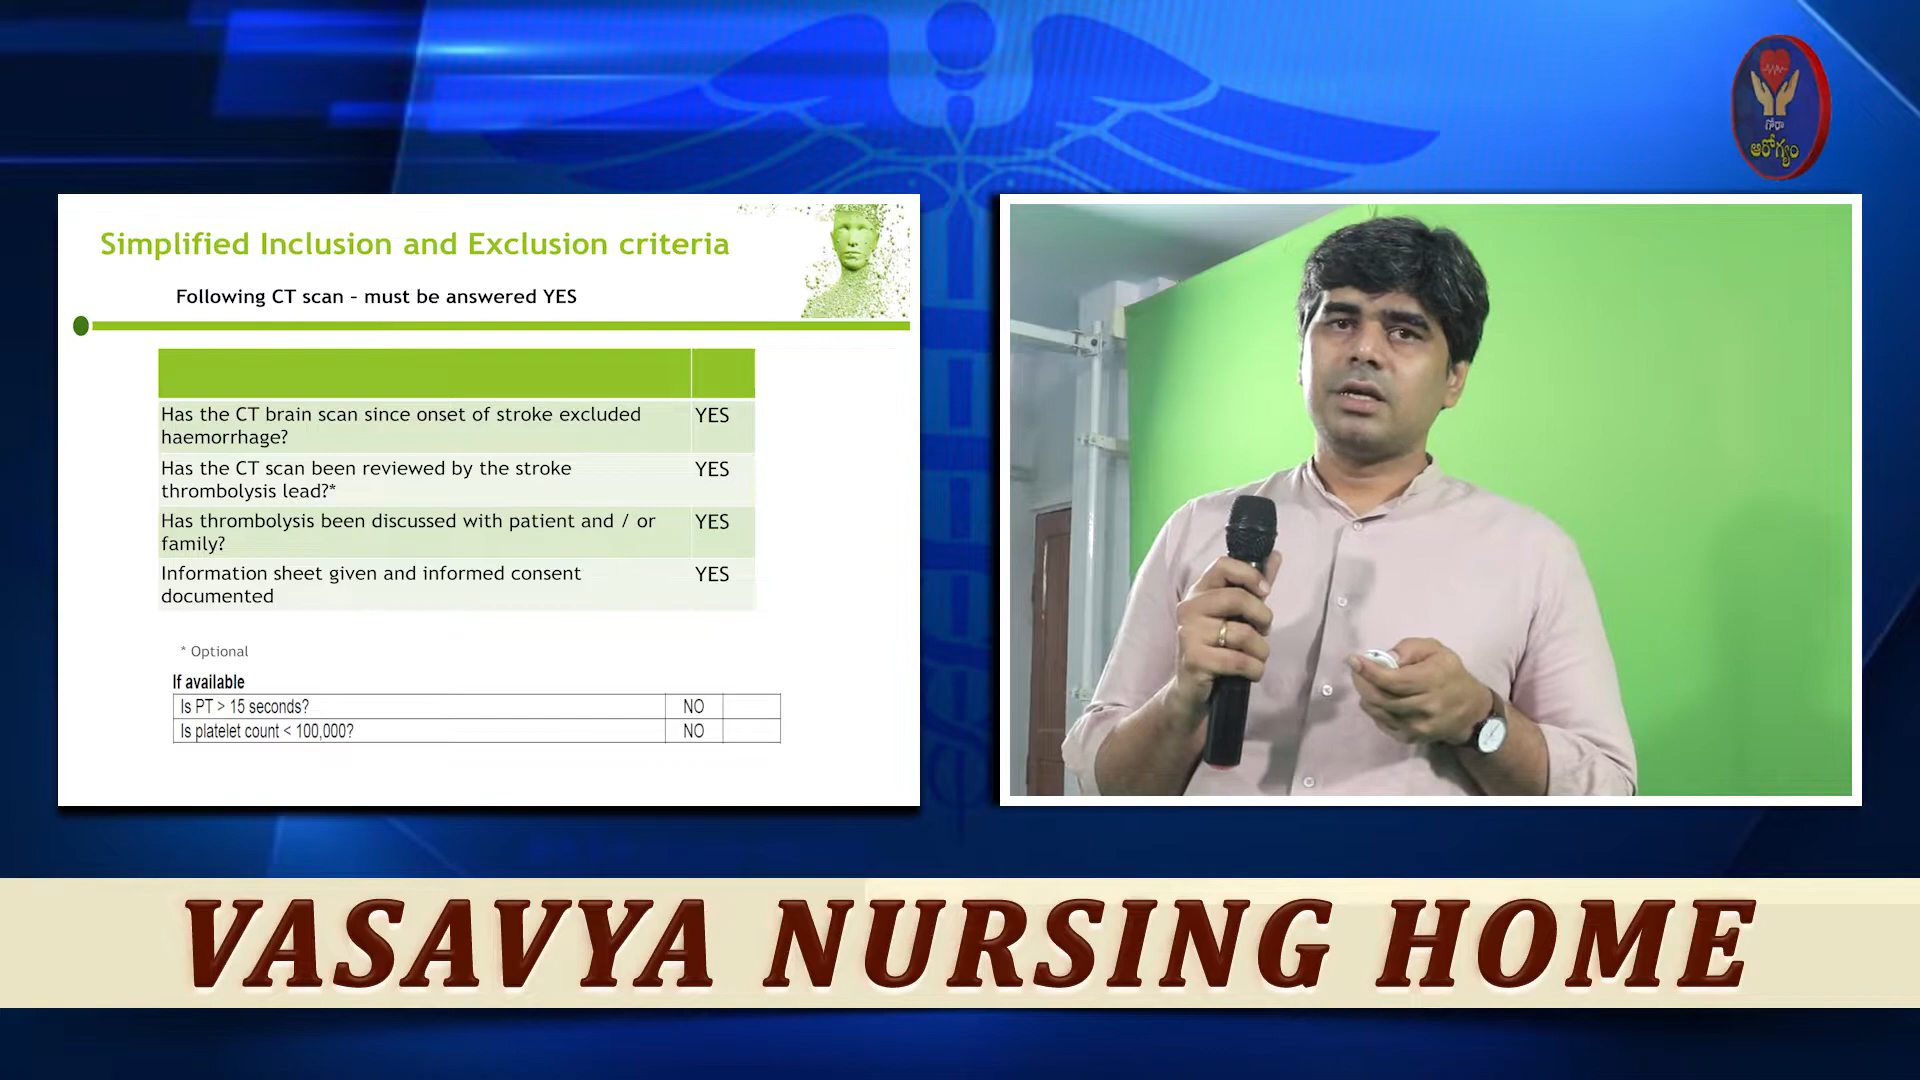 గోరా
ఆరోగ్యం
Simplified Inclusion and Exclusion criteria
Following CT scan - must be answered YES
Has the CT brain scan since onset of stroke excluded haemorrhage? YES
Has the CT scan been reviewed by the stroke thrombolysis lead?* YES
Has thrombolysis been discussed with patient and / or family? YES
Information sheet given and informed consent documented YES
* Optional
If available
Is PT > 15 seconds? NO
Is platelet count < 100,000? NO
VASAVYA NURSING HOME